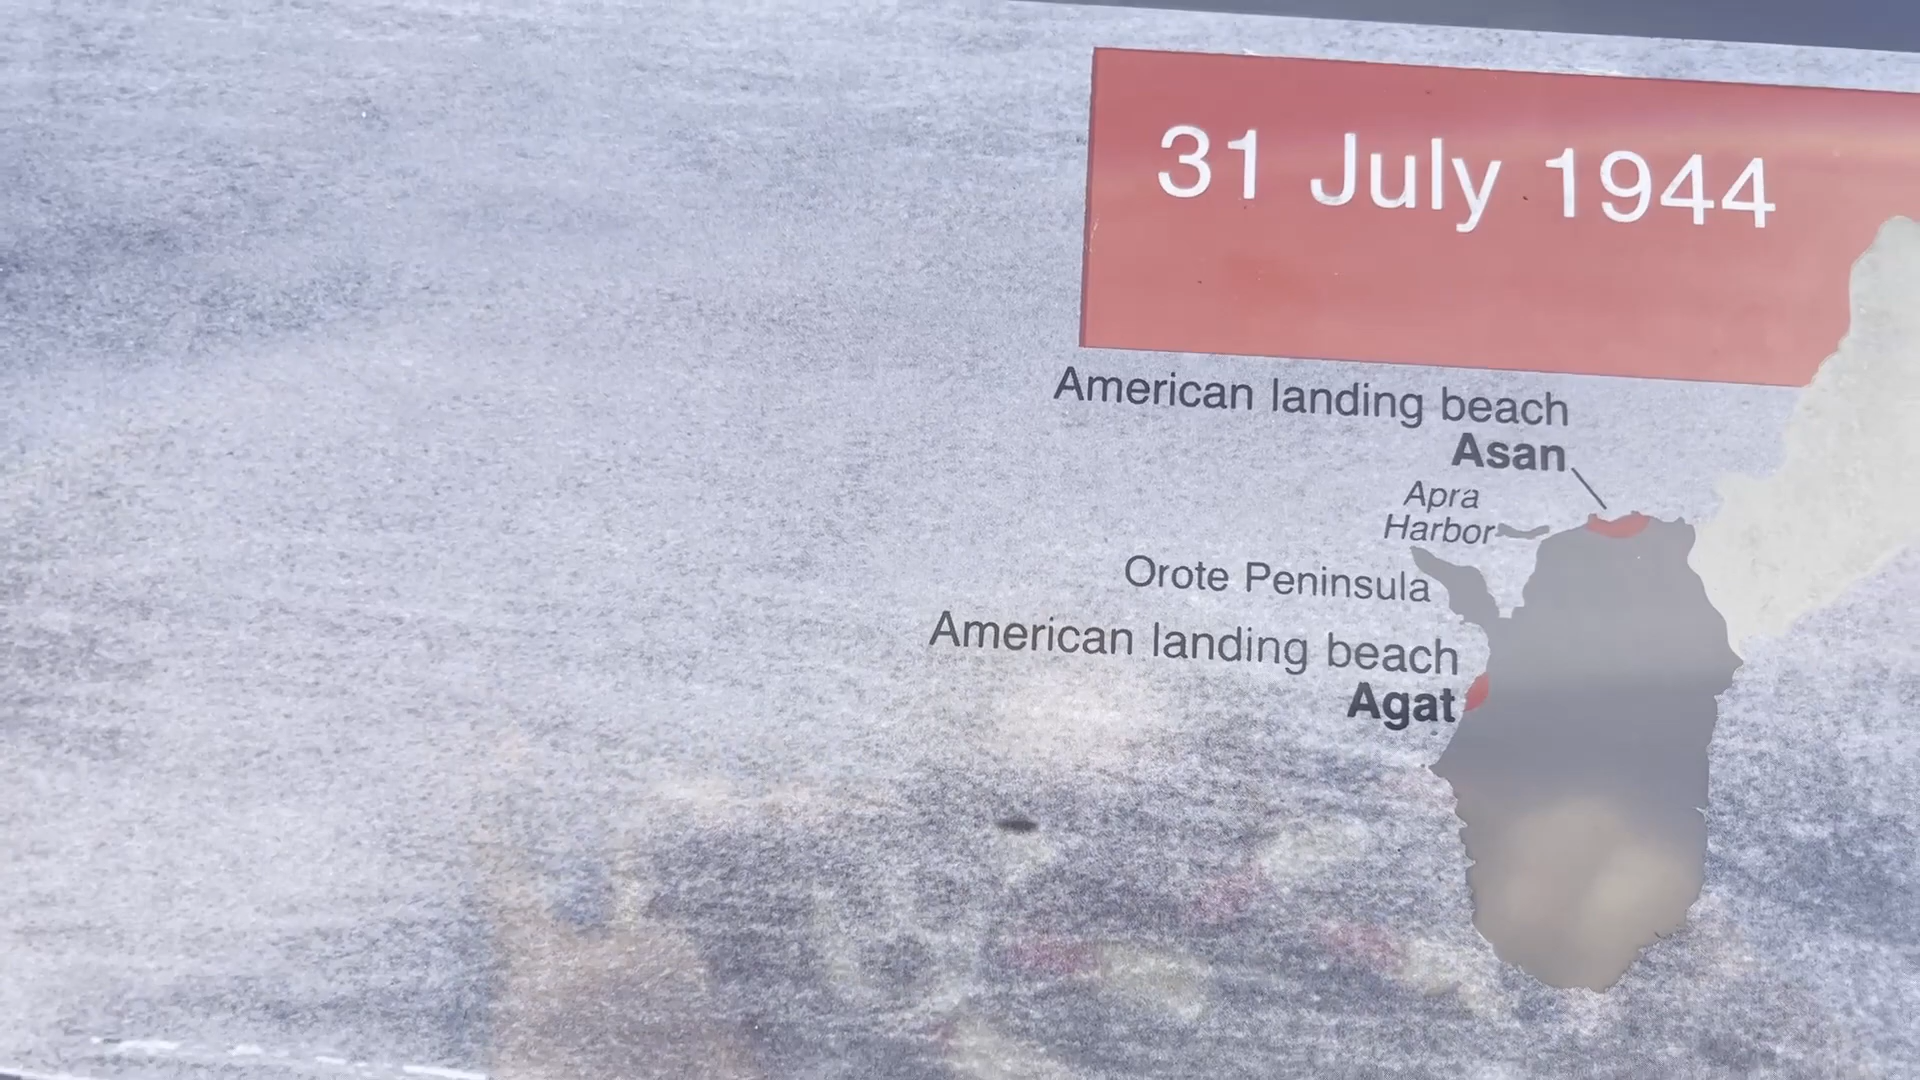 31 July 1944
American landing beach
Asan
Apra
Harbor
Orote Peninsula
American landing beach
Agat